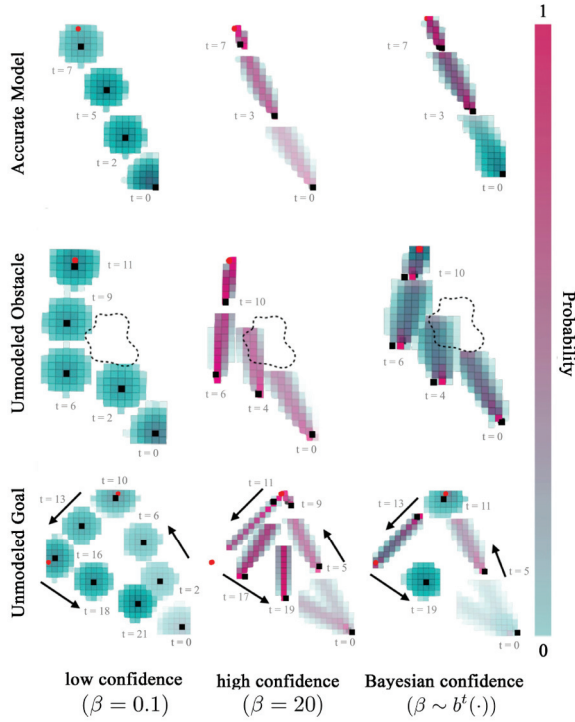 Accurate Model
t = 7
t = 5
t = 2
t = 0
t = 7
t = 3
t = 0
t = 7
t = 3
t = 0
Unmodeled Obstacle
t = 11
t = 9
t = 6
t = 2
t = 0
t = 10
t = 6
t = 4
t = 0
t = 10
t = 6
t = 4
t = 0
Unmodeled Goal
t = 10
t = 13
t = 6
t = 16
t = 2
t = 18
t = 21
t = 0
t = 11
t = 9
t = 5
t = 17
t = 19
t = 0
t = 13
t = 11
t = 5
t = 19
t = 0
1
Probability
0
low confidence
(β = 0.1)
high confidence
(β = 20)
Bayesian confidence
(β ∼ bᵗ(·))